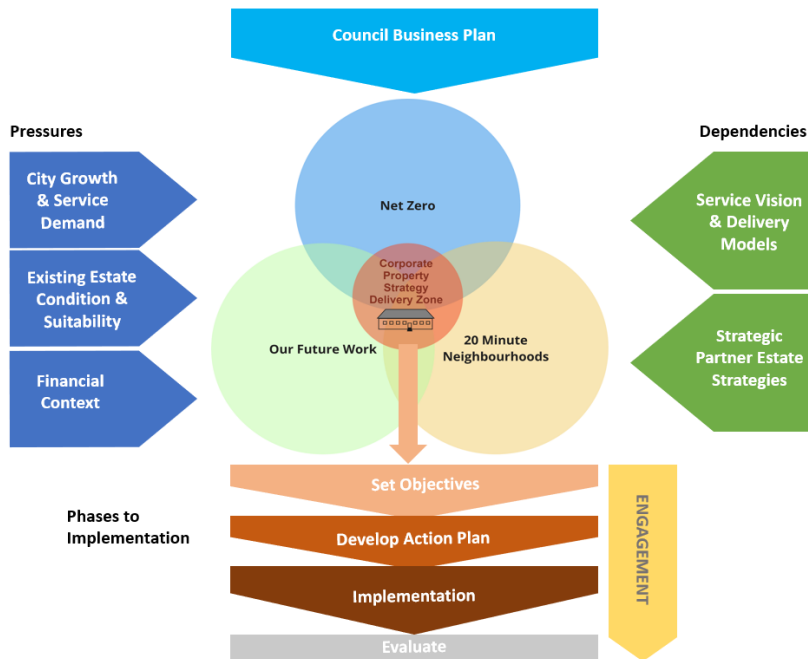 Council Business Plan
Pressures
City Growth
& Service
Demand
Existing Estate
Condition &
Suitability
Financial
Context
Net Zero
Corporate
Property
Strategy
Delivery Zone
Our Future Work
20 Minute
Neighbourhoods
Dependencies
Service Vision
& Delivery
Models
Strategic
Partner Estate
Strategies
Phases to
Implementation
Set Objectives
Develop Action Plan
Implementation
Evaluate
ENGAGEMENT